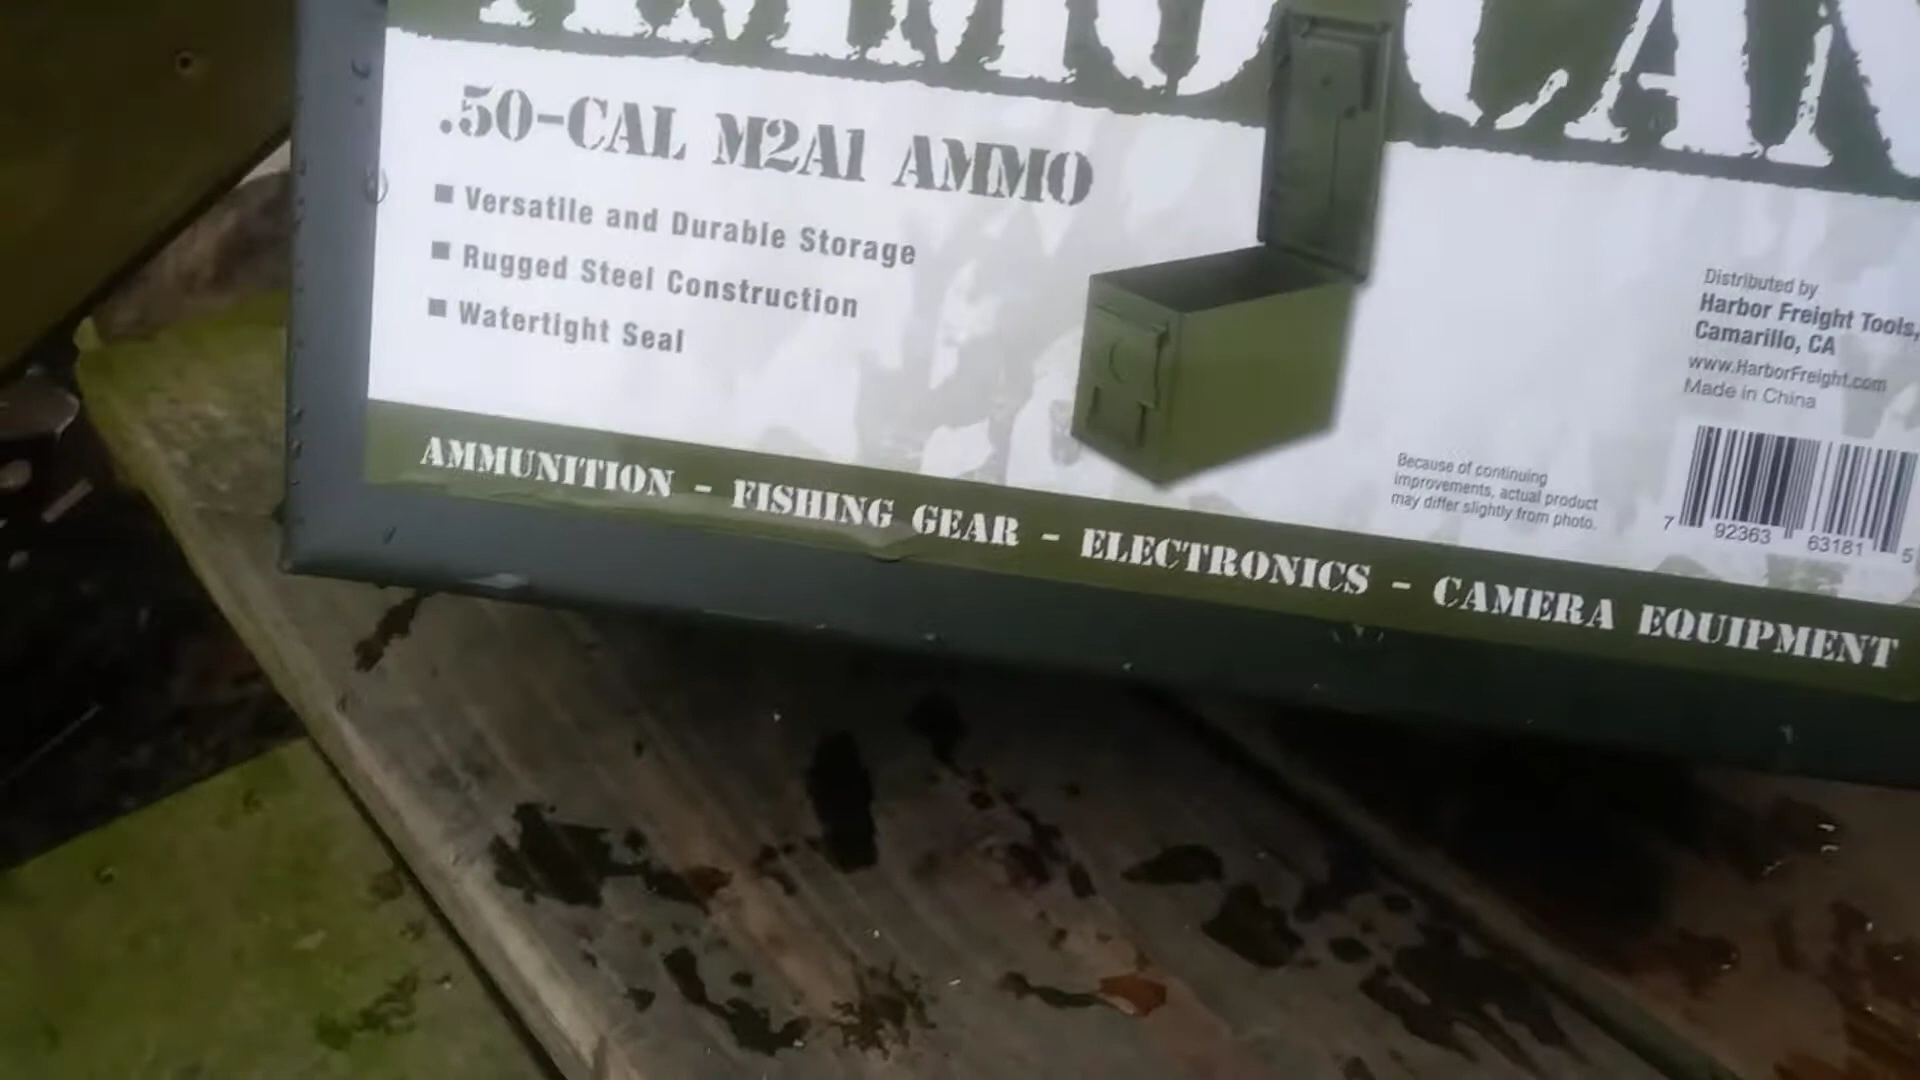 AMMO CAN
.50-CAL M2A1 AMMO
■ Versatile and Durable Storage
■ Rugged Steel Construction
■ Watertight Seal
Distributed by
Harbor Freight Tools,
Camarillo, CA
www.HarborFreight.com
Made in China
Because of continuing
improvements, actual product
may differ slightly from photo.
7 92363 63181 5
AMMUNITION - FISHING GEAR - ELECTRONICS - CAMERA EQUIPMENT